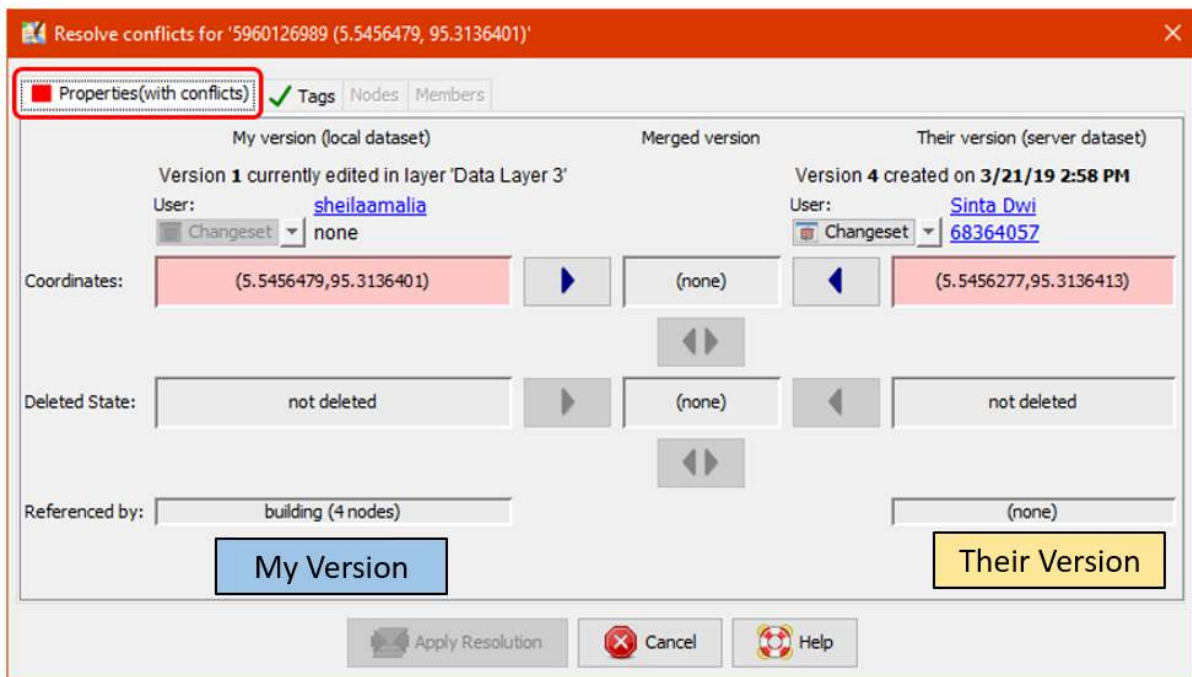 Resolve conflicts for '5960126989 (5.5456479, 95.3136401)'
Properties(with conflicts) Tags Nodes Members
My version (local dataset) Merged version Their version (server dataset)
Version 1 currently edited in layer 'Data Layer 3' Version 4 created on 3/21/19 2:58 PM
User: sheilaamalia User: Sinta Dwi
Changeset none Changeset 68364057
Coordinates: (5.5456479,95.3136401) (none) (5.5456277,95.3136413)
Deleted State: not deleted (none) not deleted
Referenced by: building (4 nodes) (none)
My Version Their Version
Apply Resolution Cancel Help